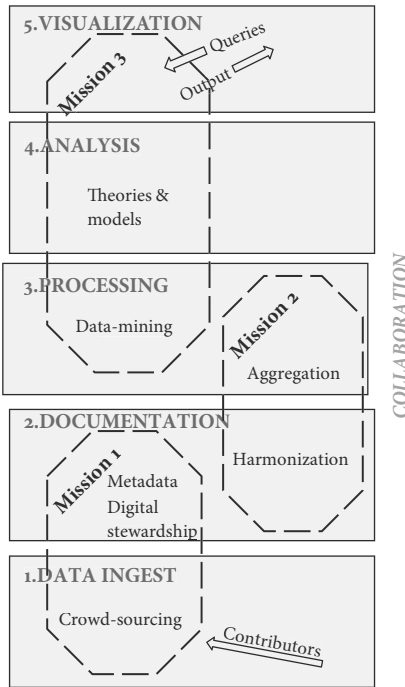 5.VISUALIZATION
Queries
Output
Mission 3
4.ANALYSIS
Theories &
models
3.PROCESSING
Data-mining
Mission 2
Aggregation
COLLABORATION
2.DOCUMENTATION
Harmonization
Mission 1
Metadata
Digital
stewardship
1.DATA INGEST
Crowd-sourcing
Contributors